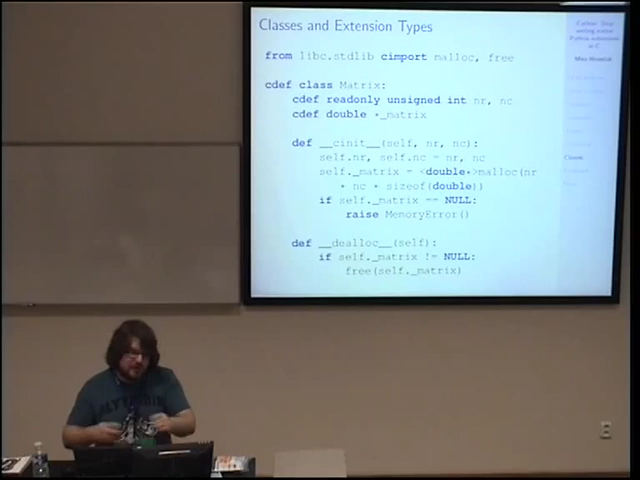 Classes and Extension Types
from libc.stdlib cimport malloc, free
cdef class Matrix:
cdef readonly unsigned int nr, nc
cdef double *_matrix
def __cinit__(self, nr, nc):
self.nr, self.nc = nr, nc
self._matrix = <double*>malloc(nr
* nc * sizeof(double))
if self._matrix == NULL:
raise MemoryError()
def __dealloc__(self):
if self._matrix != NULL:
free(self._matrix)